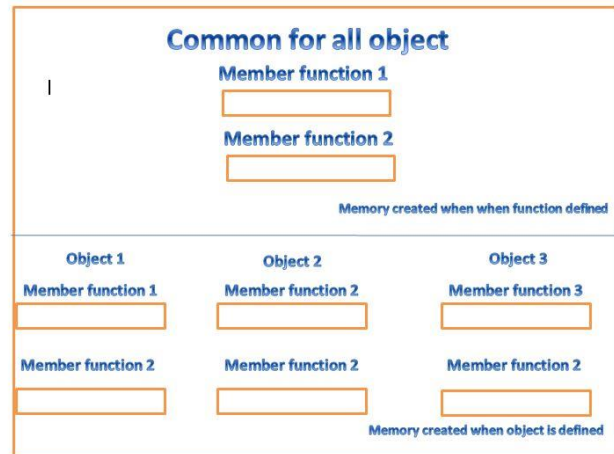 Common for all object
Member function 1
Member function 2
Memory created when when function defined
Object 1 Object 2 Object 3
Member function 1 Member function 2 Member function 3
Member function 2 Member function 2 Member function 2
Memory created when object is defined